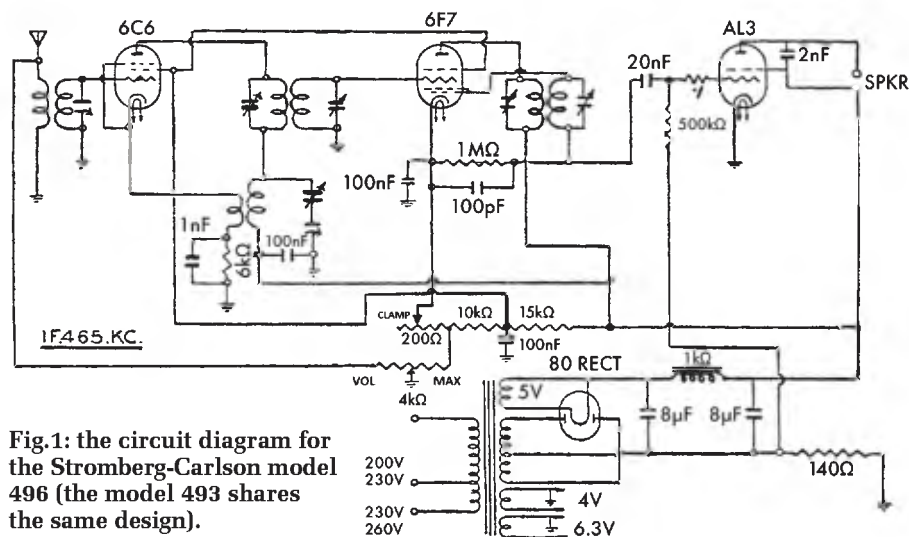 6C6
6F7
AL3
2nF
20nF
SPKR
500kΩ
1MΩ
100nF
100pF
1nF
6kΩ
100nF
CLAMP
10kΩ
15kΩ
200Ω
100nF
I.F.465.KC.
VOL
MAX
4kΩ
80 RECT
1kΩ
5V
8µF
8µF
140Ω
200V
230V
4V
230V
260V
6.3V
Fig.1: the circuit diagram for
the Stromberg-Carlson model
496 (the model 493 shares
the same design).